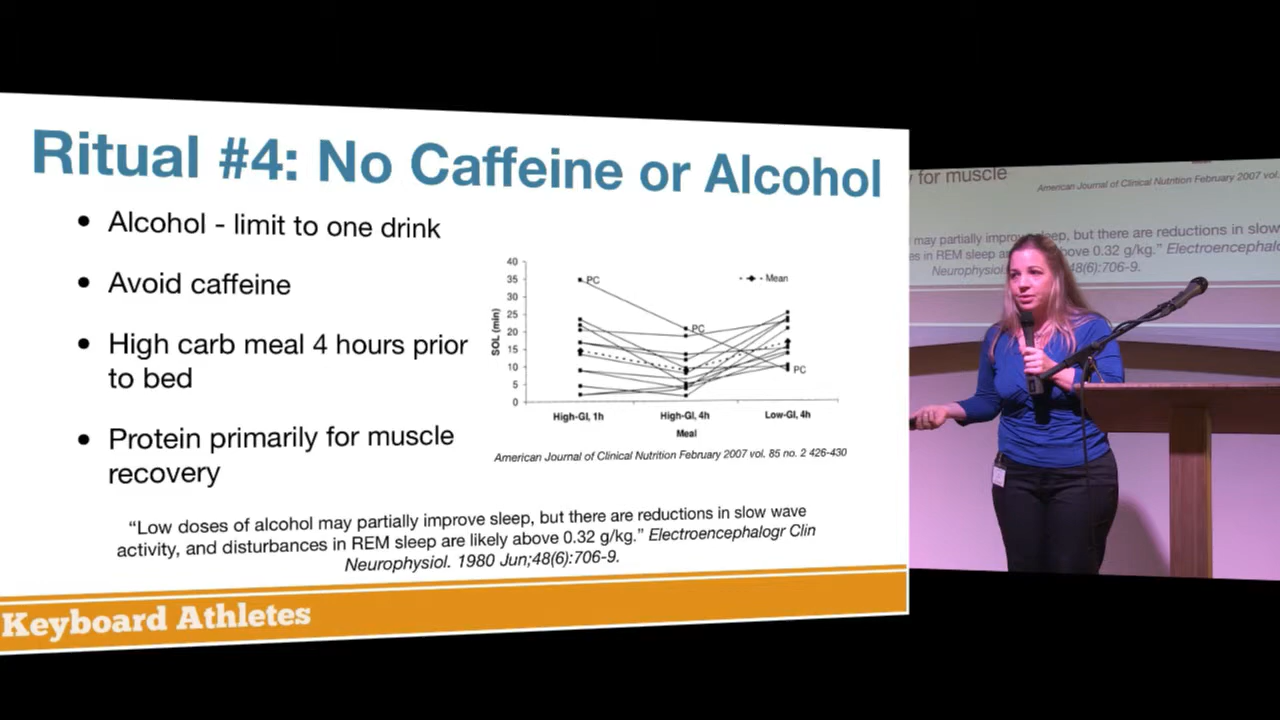 Ritual #4: No Caffeine or Alcohol
• Alcohol - limit to one drink
• Avoid caffeine
• High carb meal 4 hours prior
to bed
• Protein primarily for muscle
recovery
40
35
30
25
20
15
10
5
0
SOL (min)
PC
PC
PC
Mean
High-GI, 1h
High-GI, 4h
Low-GI, 4h
Meal
American Journal of Clinical Nutrition February 2007 vol. 85 no. 2 426-430
“Low doses of alcohol may partially improve sleep, but there are reductions in slow wave
activity, and disturbances in REM sleep are likely above 0.32 g/kg.” Electroencephalogr Clin
Neurophysiol. 1980 Jun;48(6):706-9.
Keyboard Athletes
y for muscle
American Journal of Clinical Nutrition February 2007 vol.
may partially improve sleep, but there are reductions in slow
es in REM sleep a above 0.32 g/kg.” Electroencephalo
Neurophysiol. 48(6):706-9.